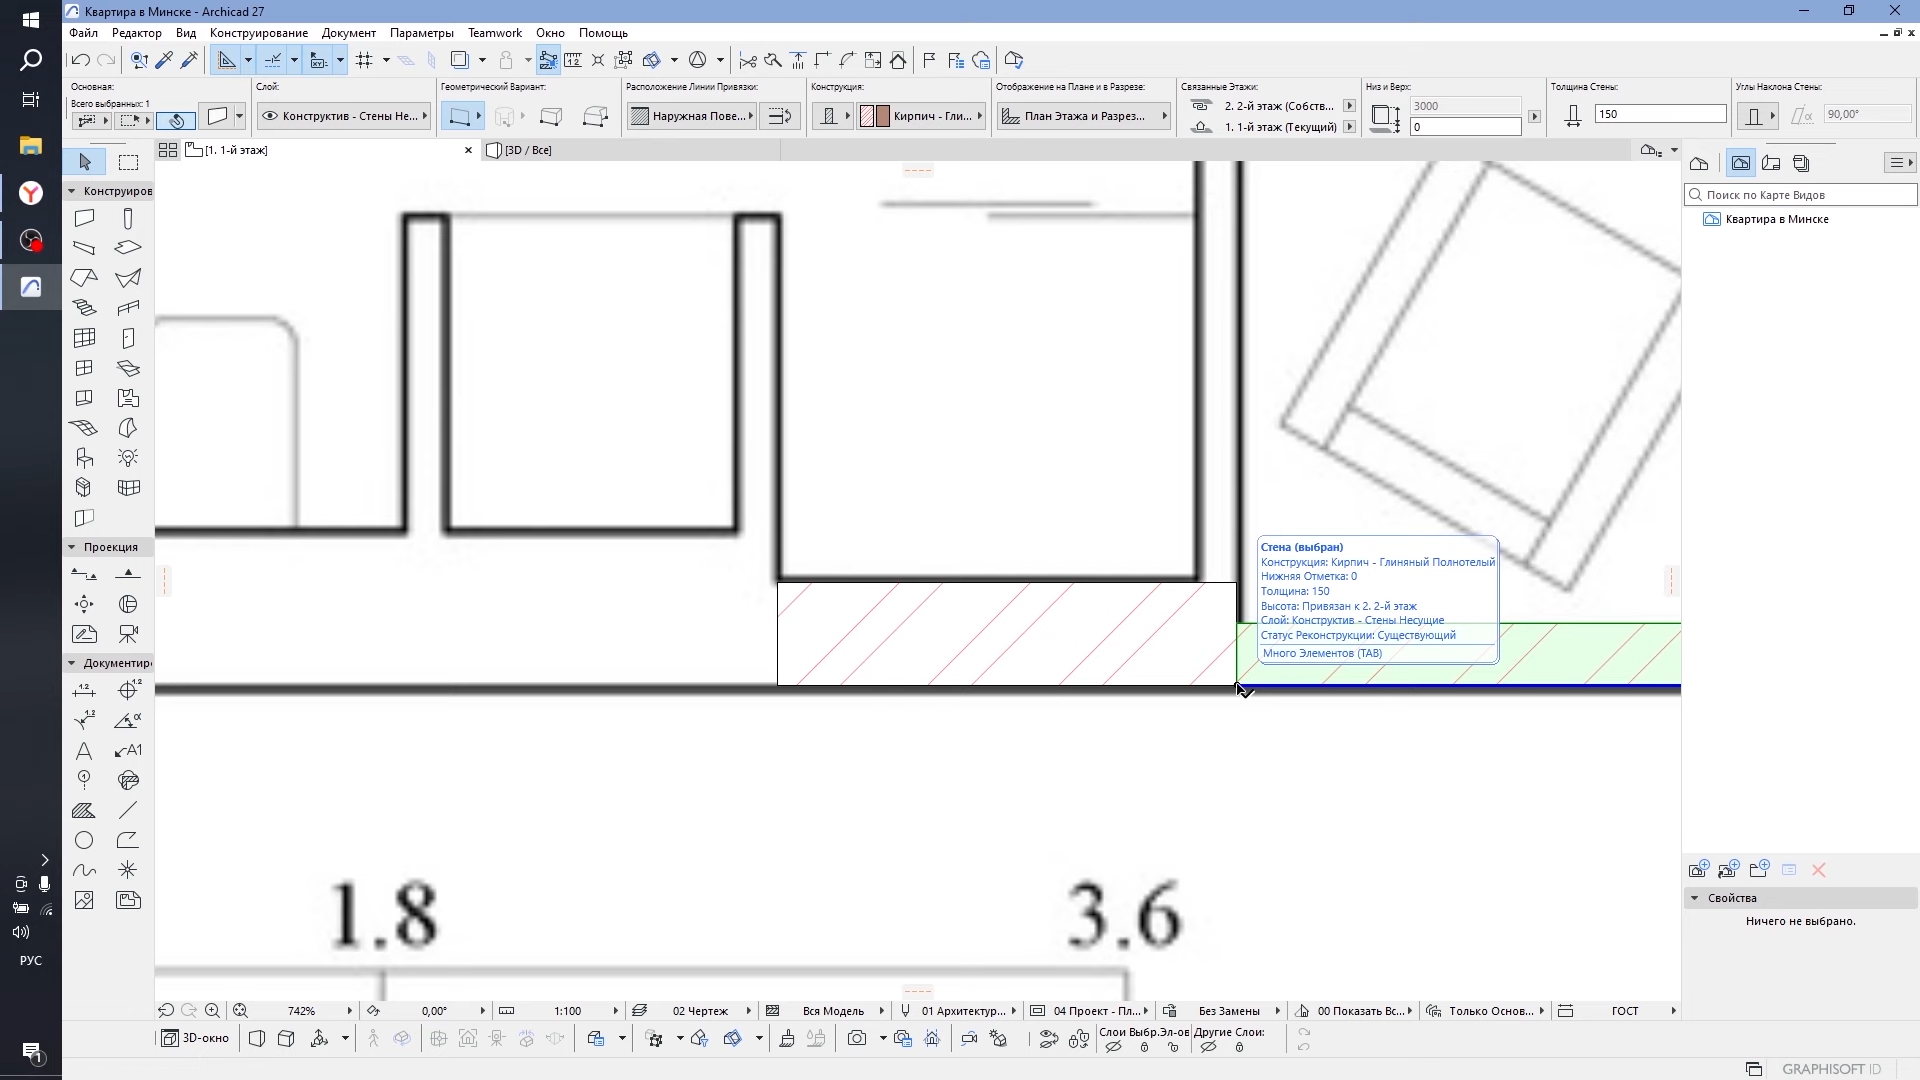 Квартира в Минске - Archicad 27
Файл Редактор Вид Конструирование Документ Параметры Teamwork Окно Помощь
Основная:
Всего выбранных: 1
Слой:
Конструктив - Стены Не...
Геометрический Вариант:
Расположение Линии Привязки:
Наружная Пове...
Конструкция:
Кирпич - Гли...
Отображение на Плане и в Разрезе:
План Этажа и Разрез...
Связанные Этажи:
2. 2-й этаж (Собств...
1. 1-й этаж (Текущий)
Низ и Верх:
3000
0
Толщина Стены:
150
Углы Наклона Стены:
90,00°
[1. 1-й этаж]
[3D / Все]
Конструиров
Проекция
Документирс
Поиск по Карте Видов
Квартира в Минске
Стена (выбран)
Конструкция: Кирпич - Глиняный Полнотелый
Нижняя Отметка: 0
Толщина: 150
Высота: Привязан к 2. 2-й этаж
Слой: Конструктив - Стены Несущие
Статус Реконструкции: Существующий
Много Элементов (TAB)
1.8
3.6
Свойства
Ничего не выбрано.
РУС
742%
0,00°
1:100
02 Чертеж
Вся Модель
01 Архитектур...
04 Проект - Пл...
Без Замены
00 Показать Вс...
Только Основ...
ГОСТ
3D-окно
Слои Выбр.Эл-ов
Другие Слои:
GRAPHISOFT ID